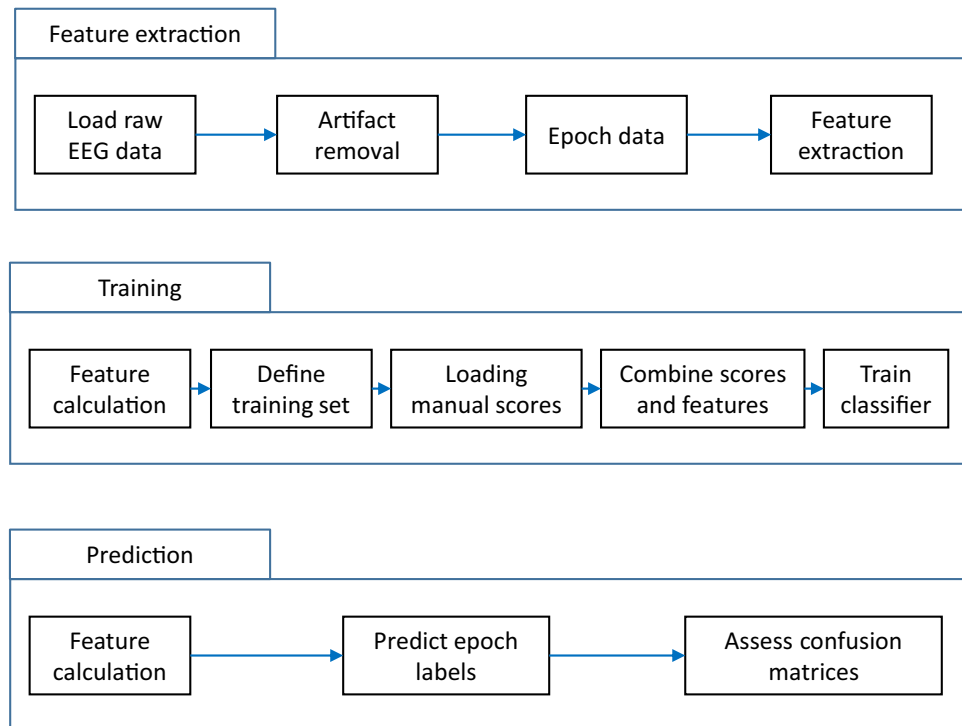 Feature extraction
Load raw
EEG data
Artifact
removal
Epoch data
Feature
extraction
Training
Feature
calculation
Define
training set
Loading
manual scores
Combine scores
and features
Train
classifier
Prediction
Feature
calculation
Predict epoch
labels
Assess confusion
matrices